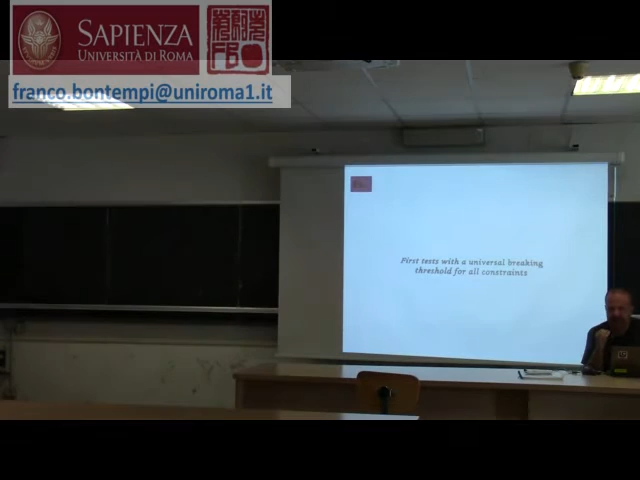 SAPIENZA
UNIVERSITÀ DI ROMA
franco.bontempi@uniroma1.it
First tests with a universal breaking
threshold for all constraints